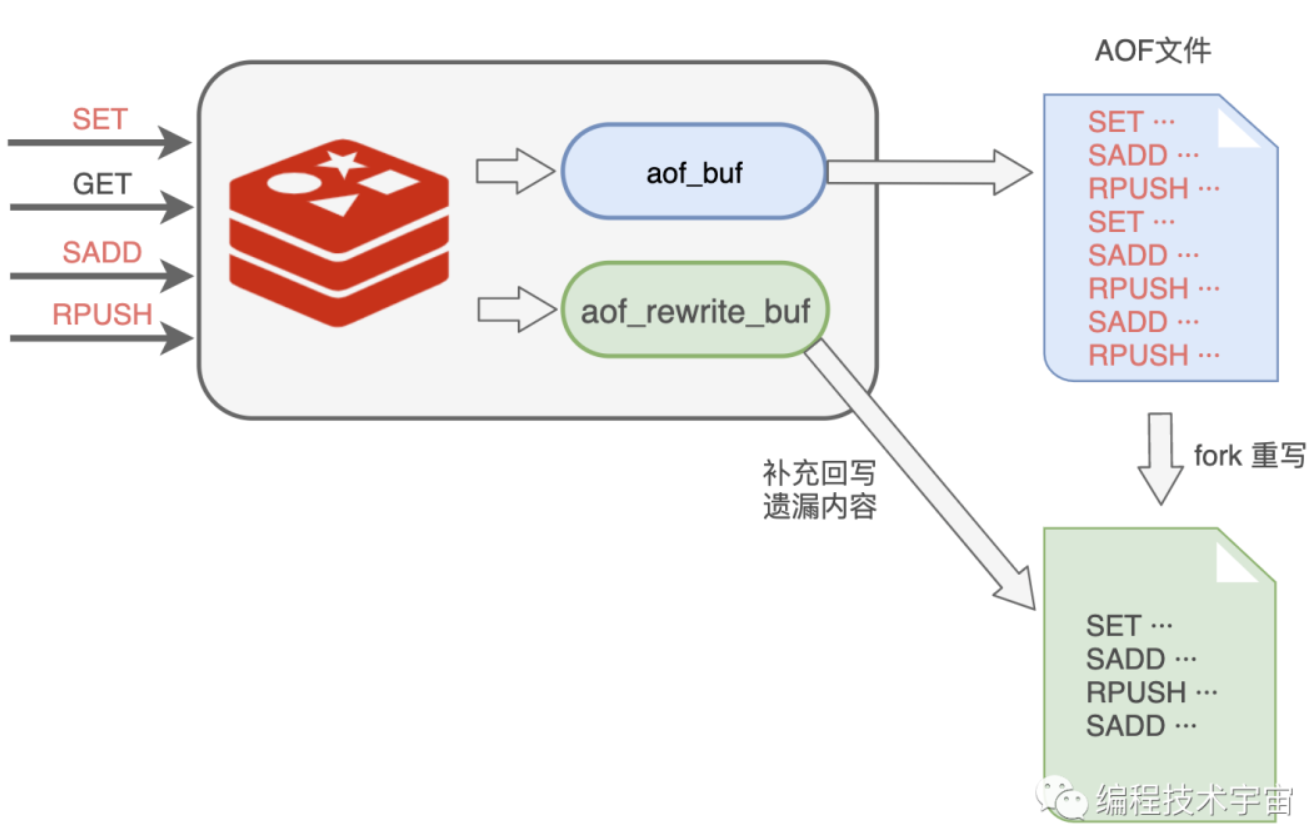 AOF文件
SET
GET
SADD
RPUSH
aof_buf
aof_rewrite_buf
SET ···
SADD ···
RPUSH ···
SET ···
SADD ···
RPUSH ···
SADD ···
RPUSH ···
fork 重写
补充回写
遗漏内容
SET ···
SADD ···
RPUSH ···
SADD ···
编程技术宇宙